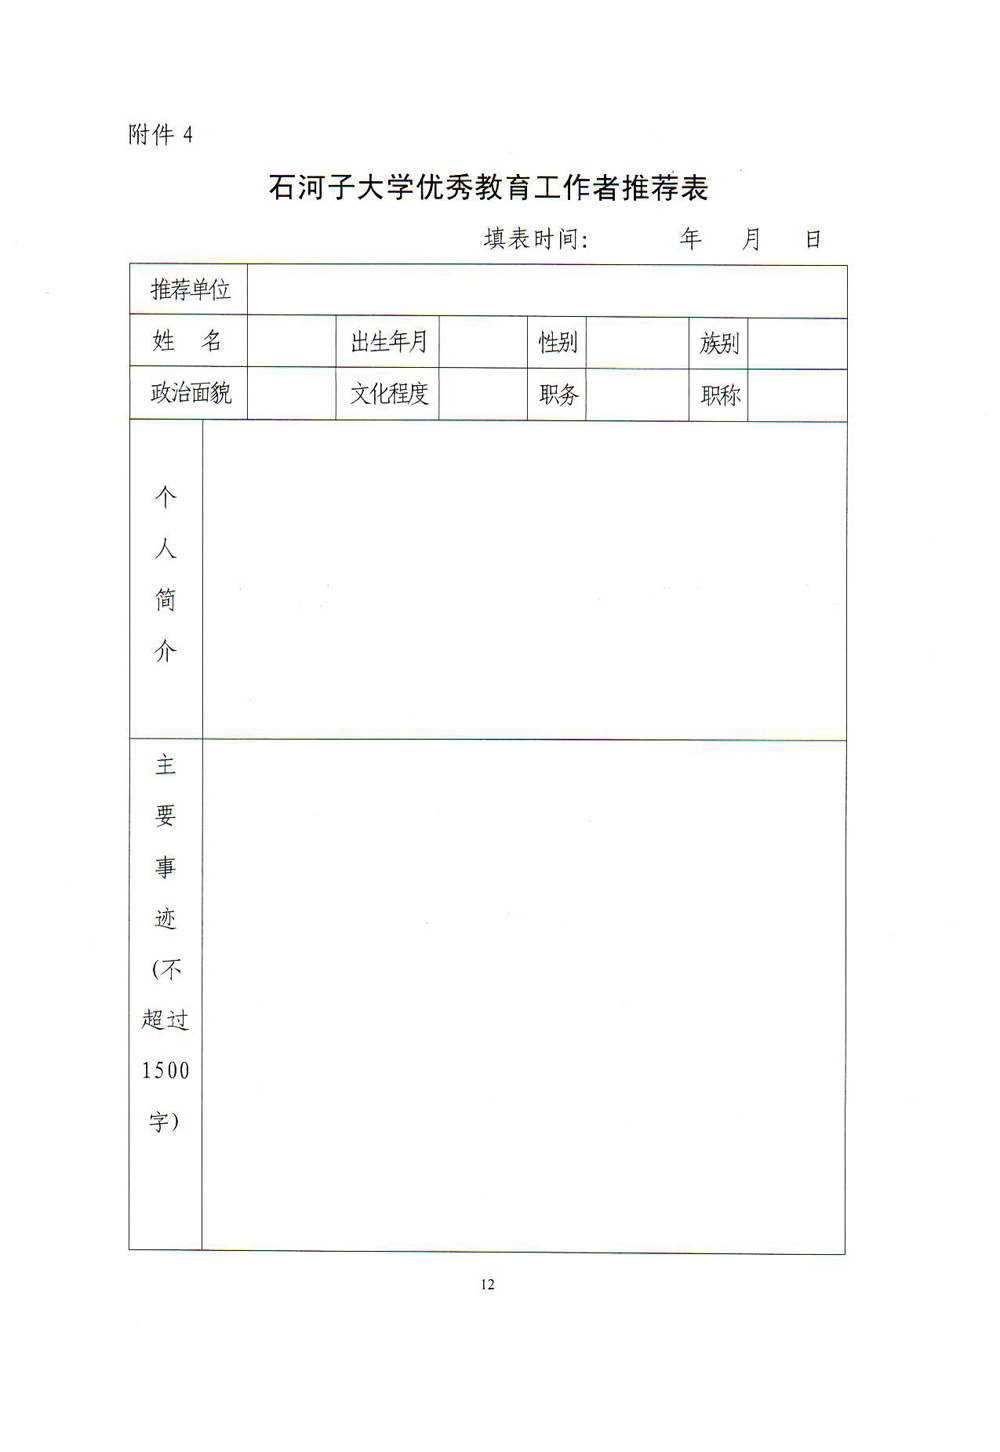 附件 4
石河子大学优秀教育工作者推荐表
填表时间: 年 月 日
推荐单位
姓 名 出生年月 性别 族别
政治面貌 文化程度 职务 职称
个
人
简
介
主
要
事
迹
(不
超过
1500
字)
12